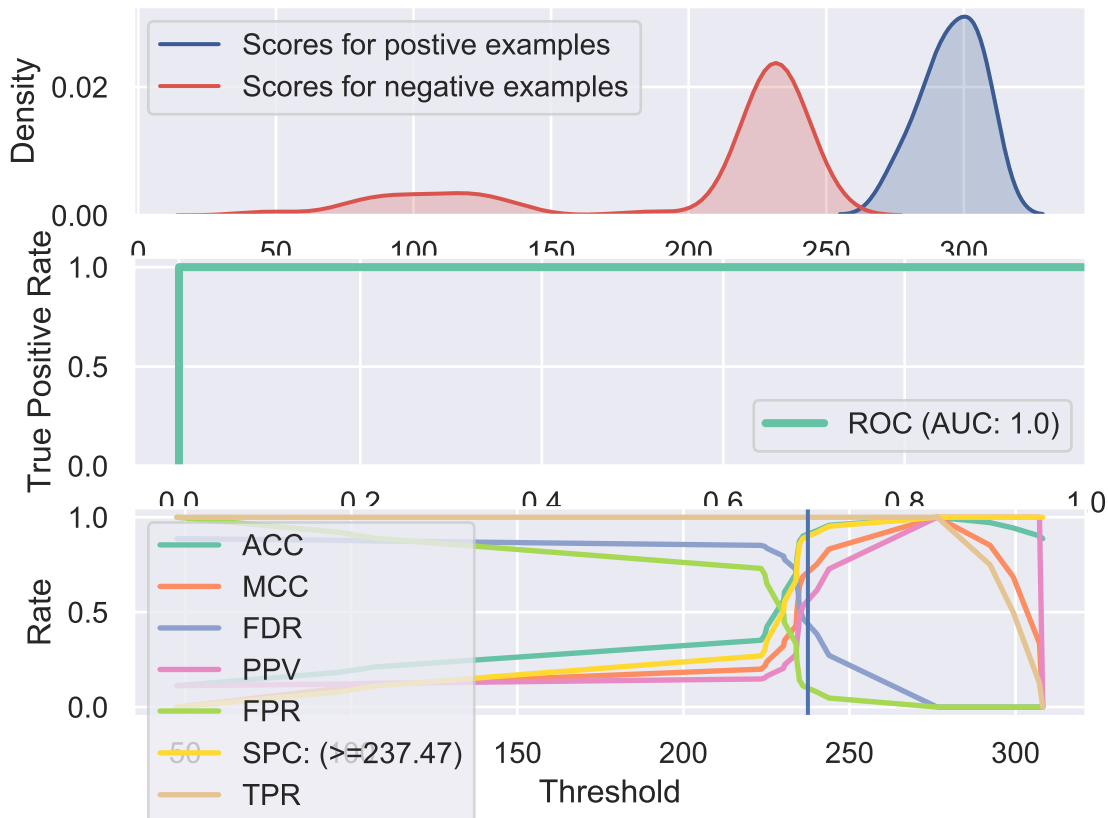 Density
0.02
0.00
Scores for postive examples
Scores for negative examples
0 50 100 150 200 250 300
True Positive Rate
1.0
0.5
0.0
ROC (AUC: 1.0)
0.0 0.2 0.4 0.6 0.8 1.0
Rate
1.0
0.5
0.0
ACC
MCC
FDR
PPV
FPR
SPC: (>=237.47)
TPR
50 100 150 200 250 300
Threshold